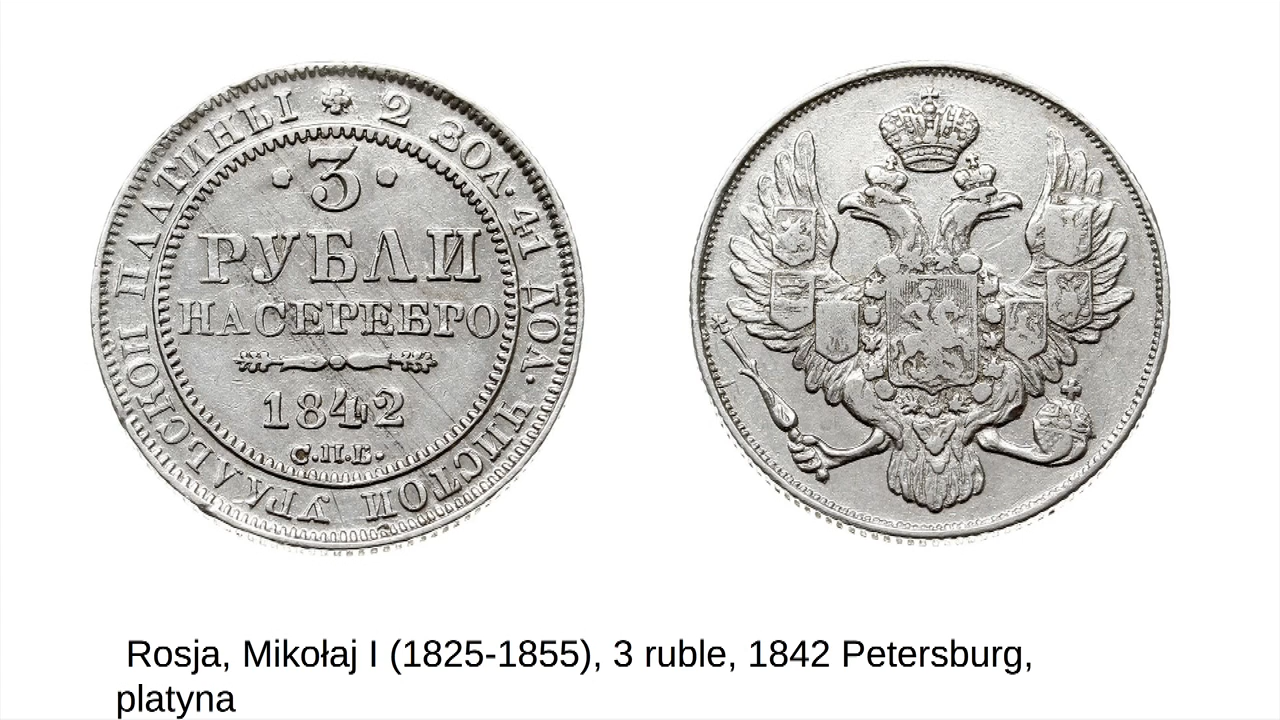 · 3 ·
РУБЛИ
НА СЕРЕБРО
1842
С.П.Б.
* 2 ЗОЛ. 41 ДОЛ. ЧИСТОЙ УРАЛЬСКОЙ ПЛАТИНЫ
Rosja, Mikołaj I (1825-1855), 3 ruble, 1842 Petersburg,
platyna